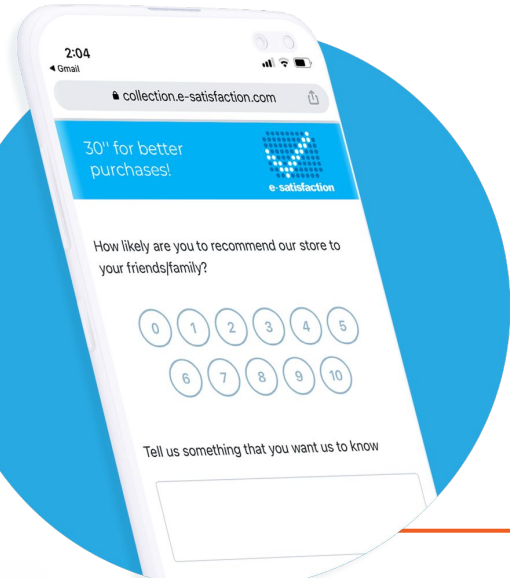 2:04
Gmail
collection.e-satisfaction.com
30'' for better
purchases!
e-satisfaction
How likely are you to recommend our store to
your friends/family?
0 1 2 3 4 5
6 7 8 9 10
Tell us something that you want us to know